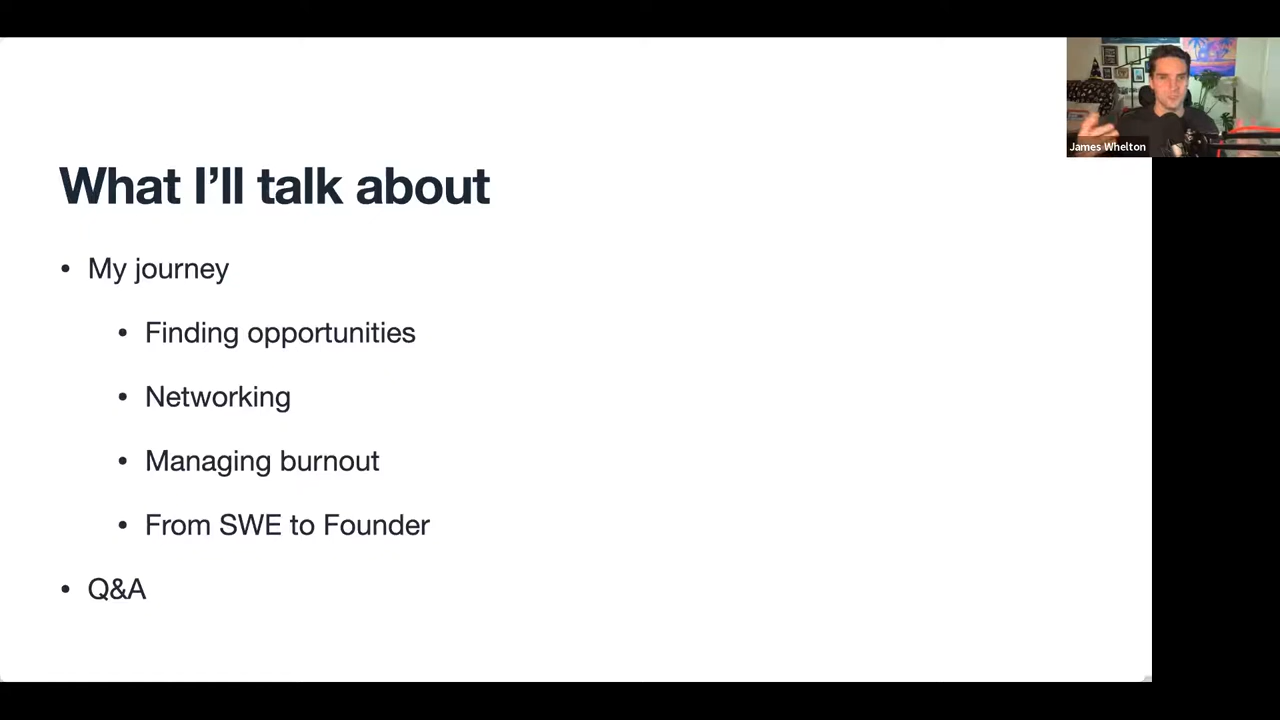 What I’ll talk about
• My journey
• Finding opportunities
• Networking
• Managing burnout
• From SWE to Founder
• Q&A
James Whelton